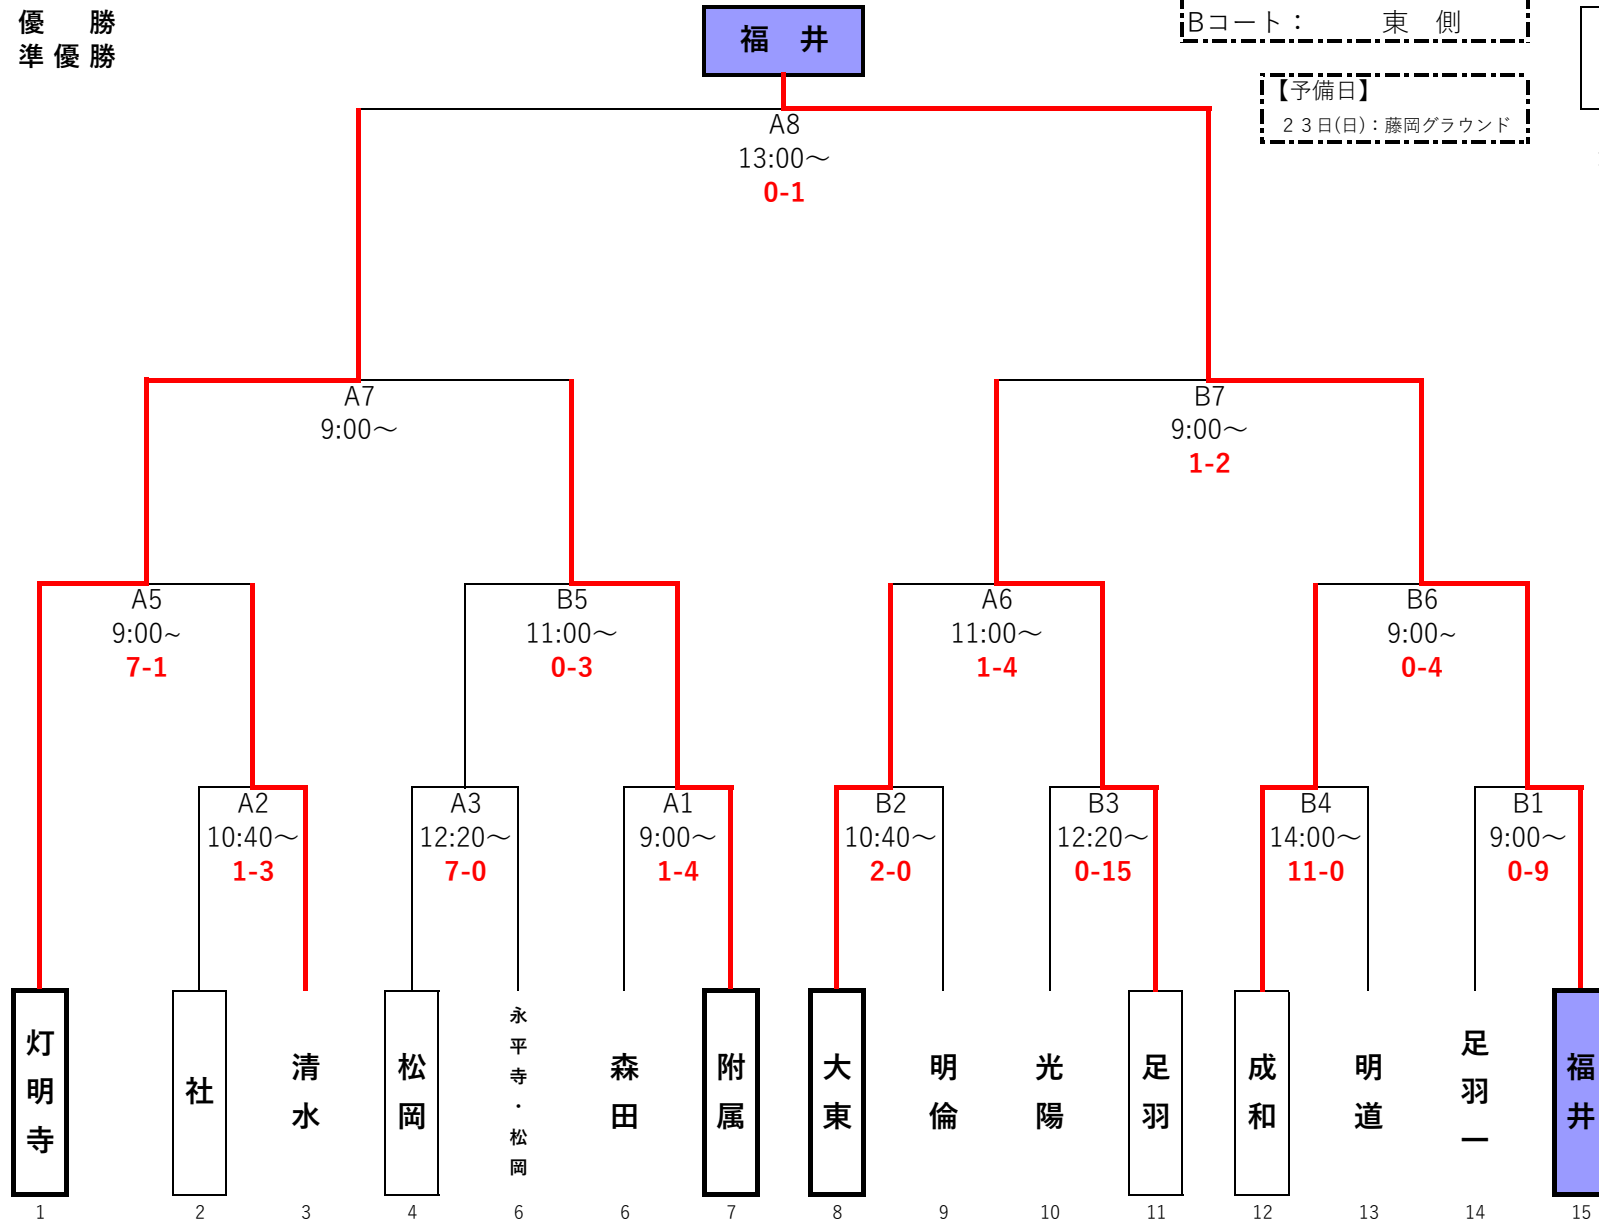 優　勝
準優勝
福　井
Bコート：　東　側
【予備日】
２３日(日)：藤岡グラウンド
A8
13:00～
0-1
A7
9:00～
B7
9:00～
1-2
A5
9:00~
7-1
B5
11:00～
0-3
A6
11:00～
1-4
B6
9:00~
0-4
A2
10:40～
1-3
A3
12:20～
7-0
A1
9:00～
1-4
B2
10:40～
2-0
B3
12:20～
0-15
B4
14:00～
11-0
B1
9:00～
0-9
灯明寺
社
清水
松岡
永平寺・松岡
森田
附属
大東
明倫
光陽
足羽
成和
明道
足羽一
福井
1 2 3 4 6 6 7 8 9 10 11 12 13 14 15